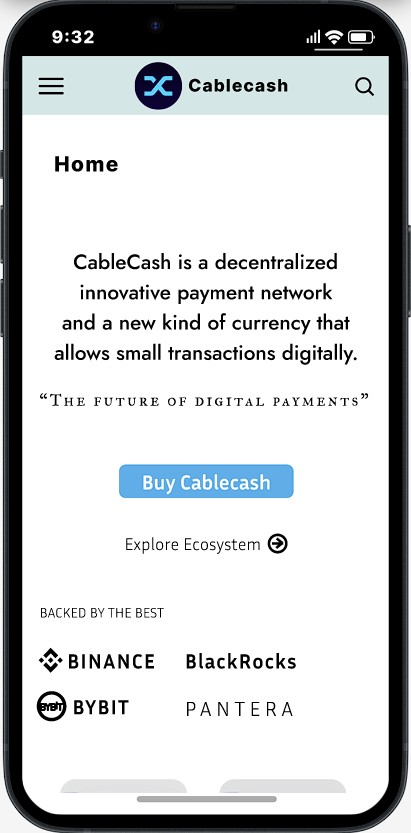 9:32
Cablecash
Home
CableCash is a decentralized
innovative payment network
and a new kind of currency that
allows small transactions digitally.
“The future of digital payments”
Buy Cablecash
Explore Ecosystem
BACKED BY THE BEST
BINANCE BlackRocks
BYBIT BYBIT PANTERA